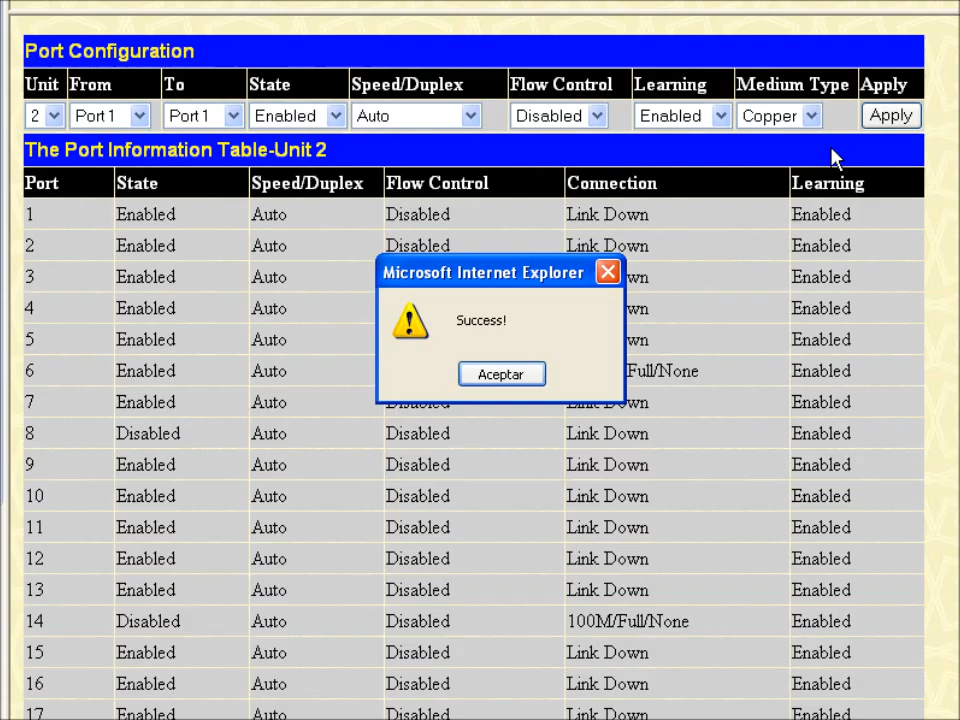 Port Configuration
Unit From To State Speed/Duplex Flow Control Learning Medium Type Apply
2 Port 1 Port 1 Enabled Auto Disabled Enabled Copper Apply
The Port Information Table-Unit 2
Port State Speed/Duplex Flow Control Connection Learning
1 Enabled Auto Disabled Link Down Enabled
2 Enabled Auto Disabled Link Down Enabled
3 Enabled Auto Enabled
4 Enabled Auto Enabled
5 Enabled Auto Enabled
6 Enabled Auto Full/None Enabled
7 Enabled Auto Disabled Link Down Enabled
Microsoft Internet Explorer
Success!
Aceptar
8 Disabled Auto Disabled Link Down Enabled
9 Enabled Auto Disabled Link Down Enabled
10 Enabled Auto Disabled Link Down Enabled
11 Enabled Auto Disabled Link Down Enabled
12 Enabled Auto Disabled Link Down Enabled
13 Enabled Auto Disabled Link Down Enabled
14 Disabled Auto Disabled 100M/Full/None Enabled
15 Enabled Auto Disabled Link Down Enabled
16 Enabled Auto Disabled Link Down Enabled
17 Enabled Auto Disabled Link Down Enabled